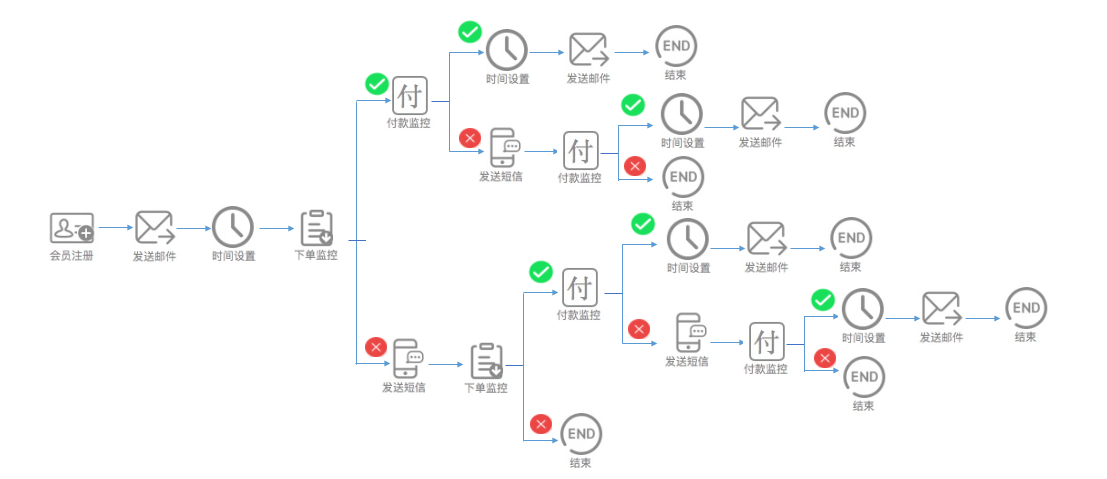 END
时间设置
发送邮件
结束
付
付款监控
END
时间设置
发送邮件
结束
发送短信
付
付款监控
END
结束
会员注册
发送邮件
时间设置
下单监控
END
时间设置
发送邮件
结束
付
付款监控
END
时间设置
发送邮件
结束
发送短信
付
付款监控
END
结束
发送短信
下单监控
END
结束